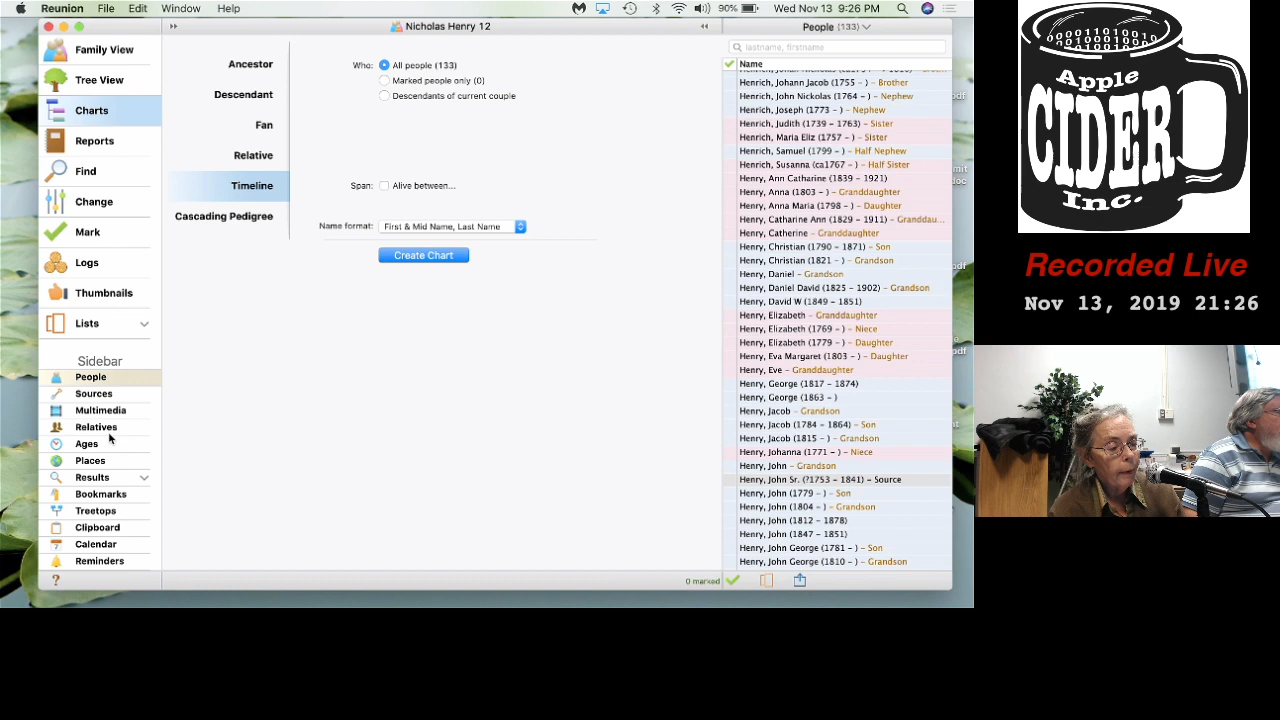 Reunion File Edit Window Help 90% Wed Nov 13 9:26 PM
Nicholas Henry 12
Family View
Tree View
Charts
Reports
Find
Change
Mark
Logs
Thumbnails
Lists
Sidebar
People
Sources
Multimedia
Relatives
Ages
Places
Results
Bookmarks
Treetops
Clipboard
Calendar
Reminders
?
Ancestor
Descendant
Fan
Relative
Timeline
Cascading Pedigree
Who: All people (133)
Marked people only (0)
Descendants of current couple
Span: Alive between...
Name format: First & Mid Name, Last Name
Create Chart
0 marked
People (133)
lastname, firstname
Name
Henrich, Johann Jacob (1755 - ) – Brother
Henrich, John Nickolas (1764 - ) – Nephew
Henrich, Joseph (1773 - ) – Nephew
Henrich, Judith (1739 - 1763) – Sister
Henrich, Maria Eliz (1757 - ) – Sister
Henrich, Samuel (1799 - ) – Half Nephew
Henrich, Susanna (ca1767 - ) – Half Sister
Henry, Ann Catharine (1839 - 1921)
Henry, Anna (1803 - ) – Granddaughter
Henry, Anna Maria (1798 - ) – Daughter
Henry, Catharine Ann (1829 - 1911) – Granddau...
Henry, Catherine – Granddaughter
Henry, Christian (1790 - 1871) – Son
Henry, Christian (1821 - ) – Grandson
Henry, Daniel – Grandson
Henry, Daniel David (1825 - 1902) – Grandson
Henry, David W (1849 - 1851)
Henry, Elizabeth – Granddaughter
Henry, Elizabeth (1769 - ) – Niece
Henry, Elizabeth (1779 - ) – Daughter
Henry, Eva Margaret (1803 - ) – Daughter
Henry, Eve – Granddaughter
Henry, George (1817 - 1874)
Henry, George (1863 - )
Henry, Jacob – Grandson
Henry, Jacob (1784 - 1864) – Son
Henry, Jacob (1815 - ) – Grandson
Henry, Johanna (1771 - ) – Niece
Henry, John – Grandson
Henry, John Sr. (?1753 - 1841) – Source
Henry, John (1779 - ) – Son
Henry, John (1804 - ) – Grandson
Henry, John (1812 - 1878)
Henry, John (1847 - 1851)
Henry, John George (1781 - ) – Son
Henry, John George (1810 - ) – Grandson
Apple
CIDER
Inc.
Recorded Live
Nov 13, 2019 21:26